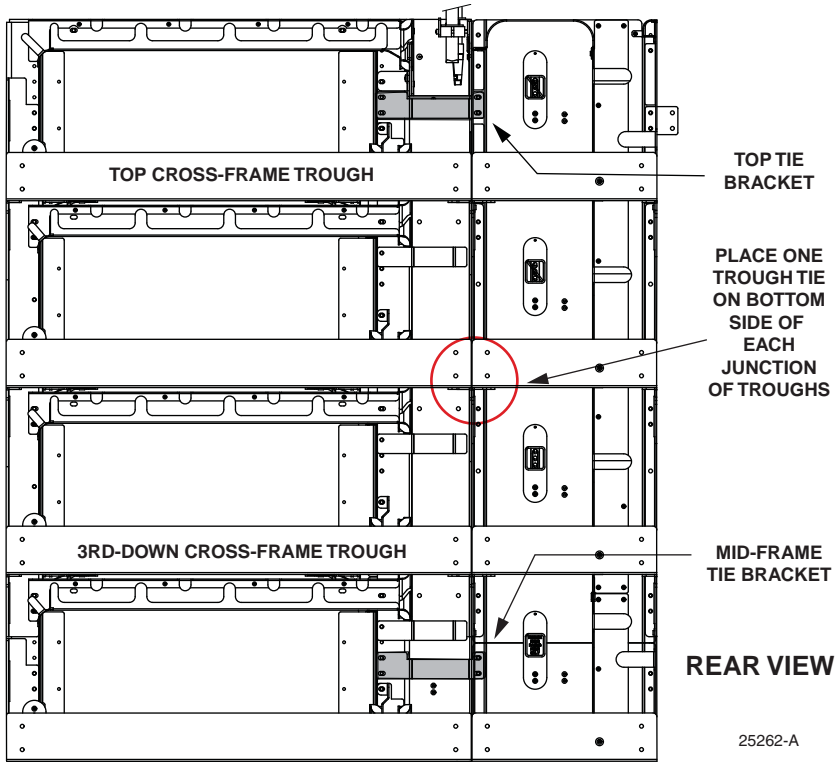 TOP CROSS-FRAME TROUGH
TOP TIE
BRACKET
PLACE ONE
TROUGH TIE
ON BOTTOM
SIDE OF
EACH
JUNCTION
OF TROUGHS
3RD-DOWN CROSS-FRAME TROUGH
MID-FRAME
TIE BRACKET
REAR VIEW
25262-A